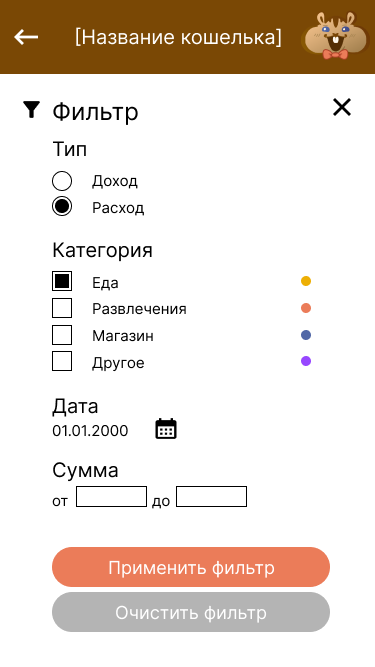 [Название кошелька]
Фильтр
Тип
Доход
Расход
Категория
Еда
Развлечения
Магазин
Другое
Дата
01.01.2000
Сумма
от до
Применить фильтр
Очистить фильтр